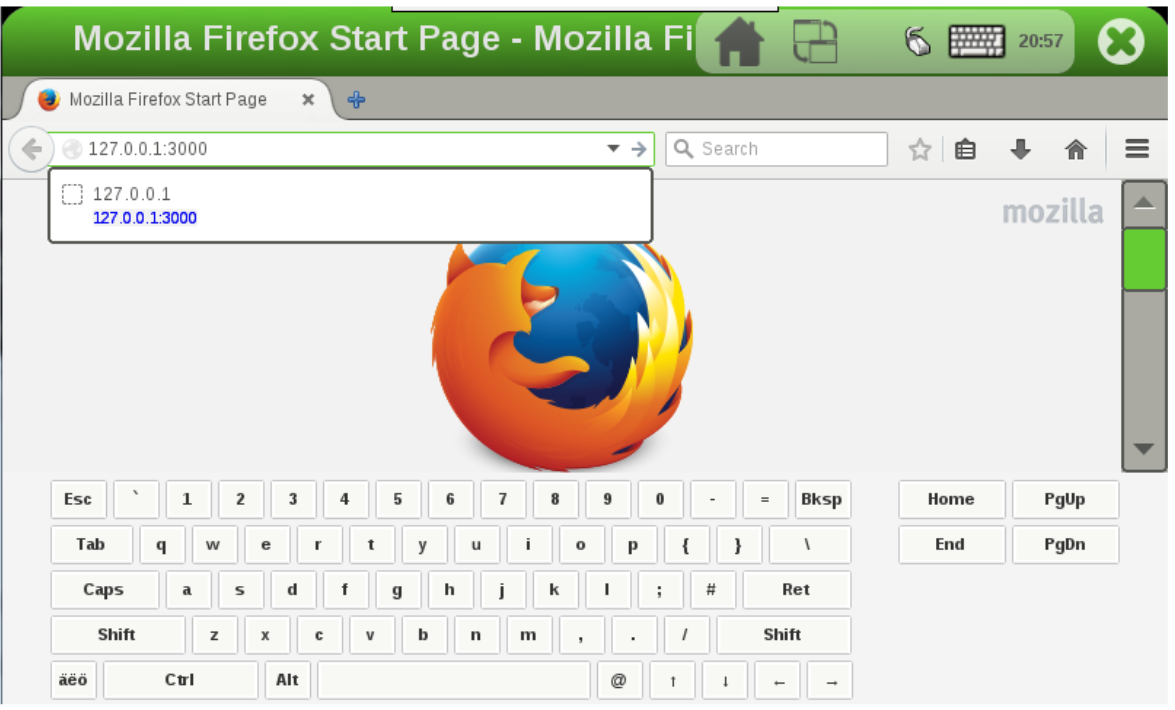 Mozilla Firefox Start Page - Mozilla Fi
20:57
Mozilla Firefox Start Page
127.0.0.1:3000
Search
127.0.0.1
127.0.0.1:3000
mozilla
Esc ` 1 2 3 4 5 6 7 8 9 0 - = Bksp Home PgUp
Tab q w e r t y u i o p { } \ End PgDn
Caps a s d f g h j k l ; # Ret
Shift z x c v b n m , . / Shift
äëö Ctrl Alt @ ↑ ↓ ← →